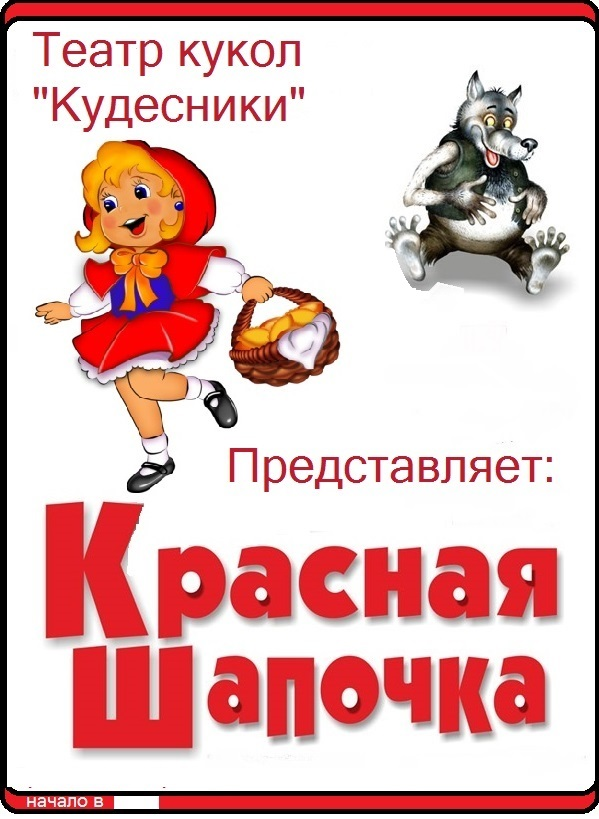 Театр кукол
"Кудесники"
Представляет:
Красная
Шапочка
начало в